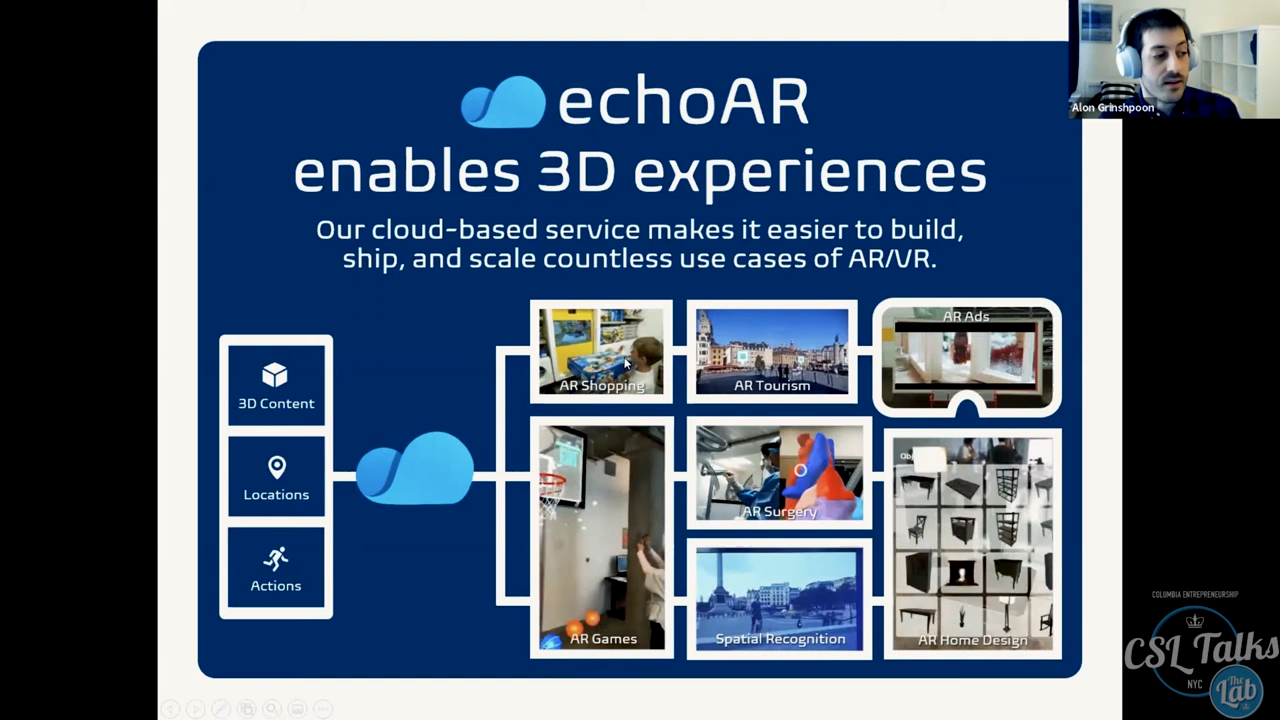 echoAR
enables 3D experiences
Our cloud-based service makes it easier to build,
ship, and scale countless use cases of AR/VR.
3D Content
Locations
Actions
AR Shopping
AR Tourism
AR Ads
AR Games
AR Surgery
Spatial Recognition
AR Home Design
Alon Grinshpoon
COLUMBIA ENTREPRENEURSHIP
CSL Talks
NYC
The Lab